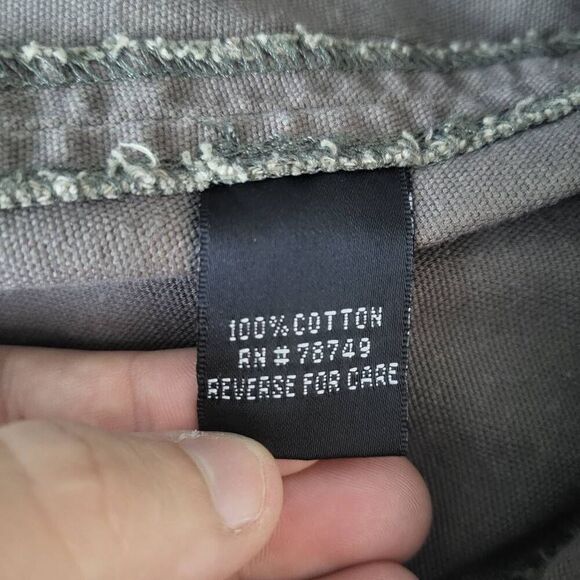 100% COTTON
RN # 78749
REVERSE FOR CARE